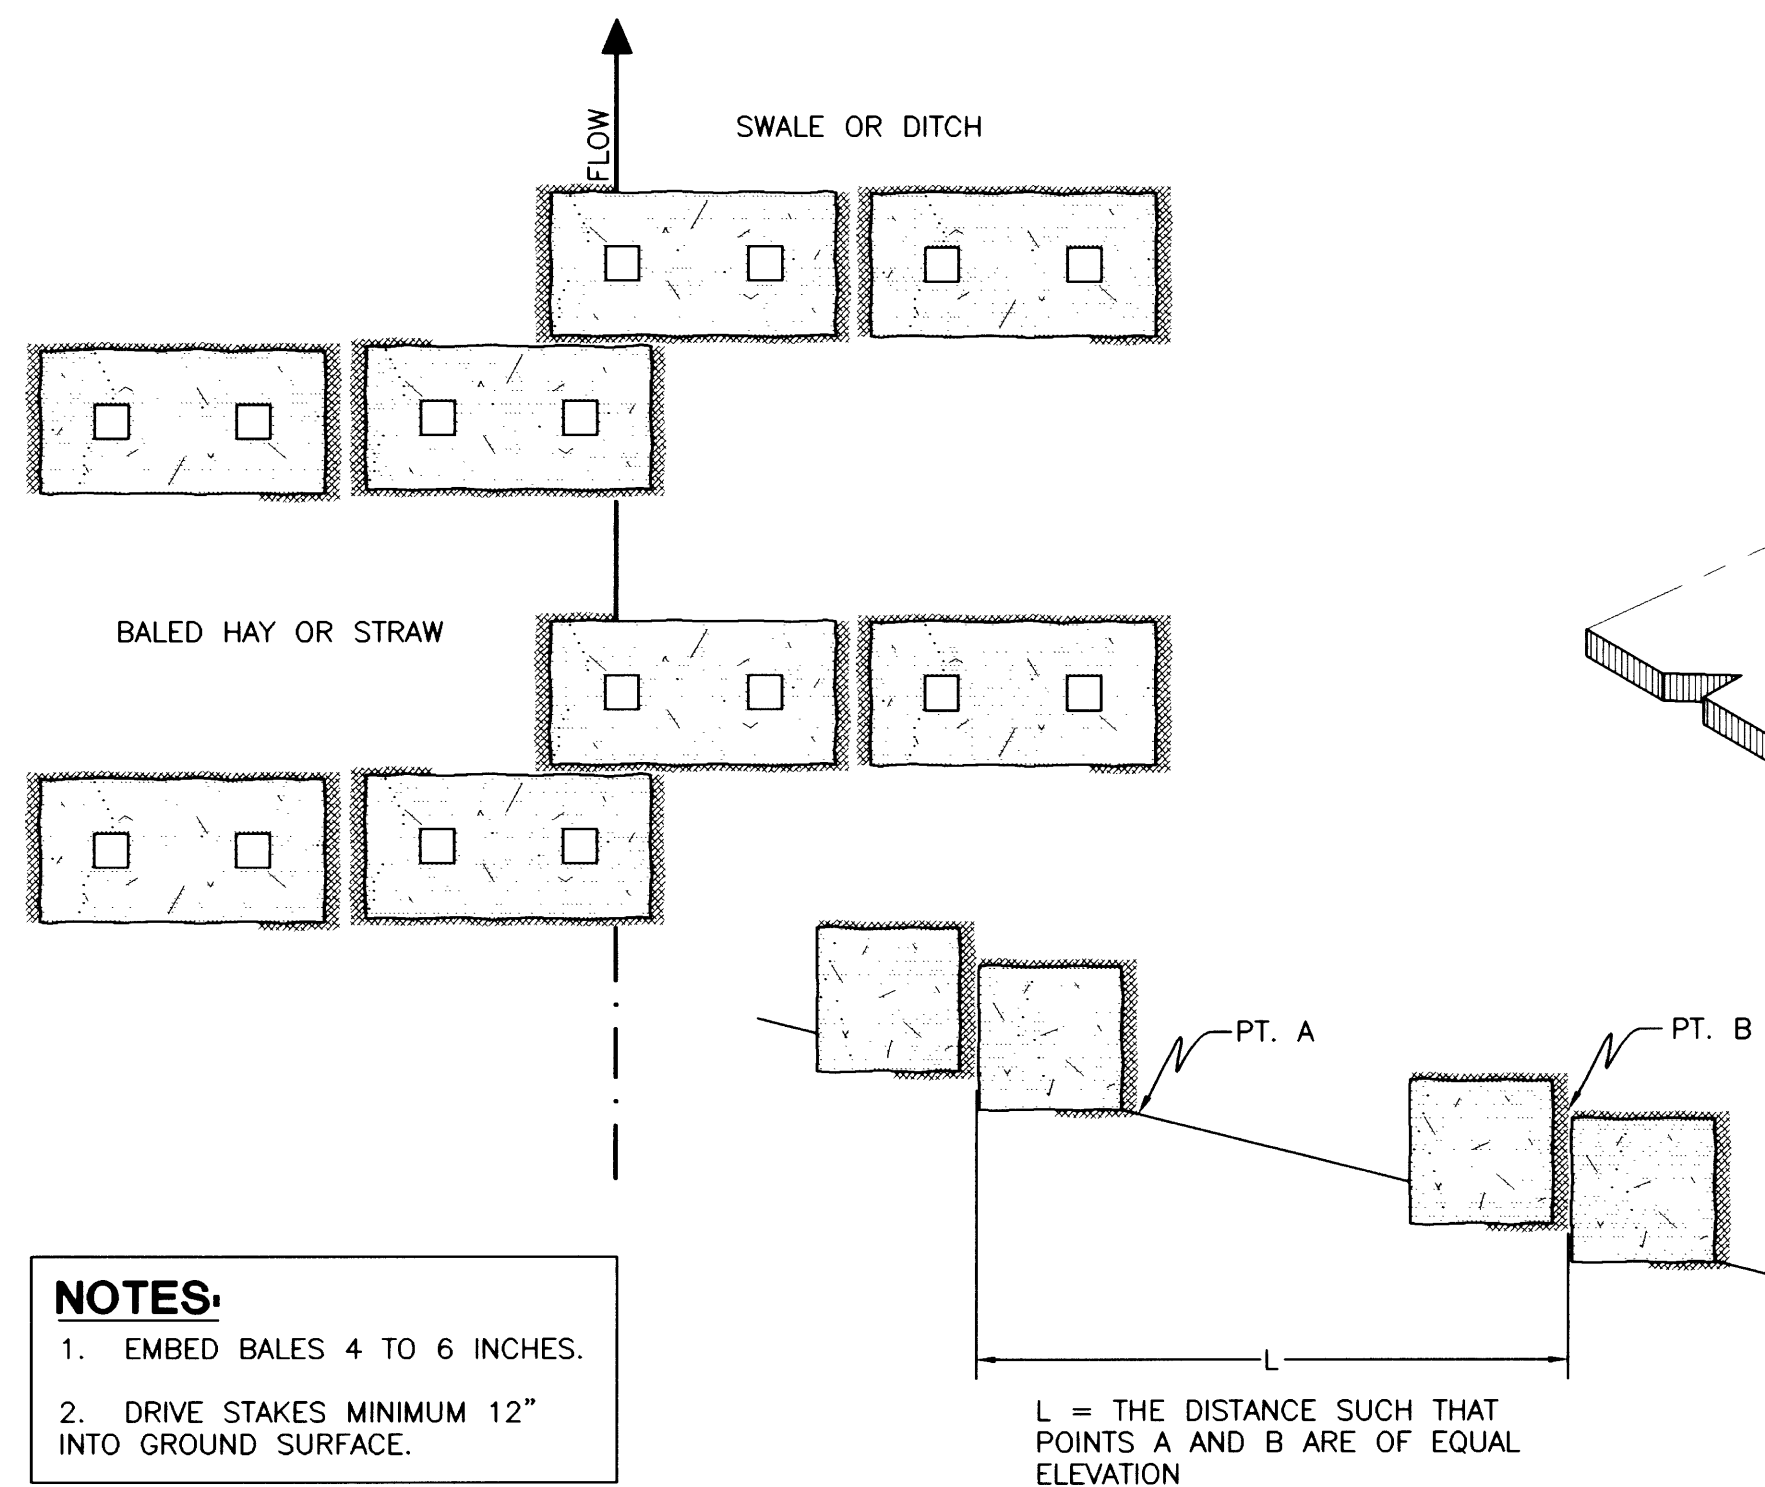 FLOW
SWALE OR DITCH
BALED HAY OR STRAW
PT. A
PT. B
L
L = THE DISTANCE SUCH THAT
POINTS A AND B ARE OF EQUAL
ELEVATION
NOTES:
1. EMBED BALES 4 TO 6 INCHES.
2. DRIVE STAKES MINIMUM 12”
INTO GROUND SURFACE.